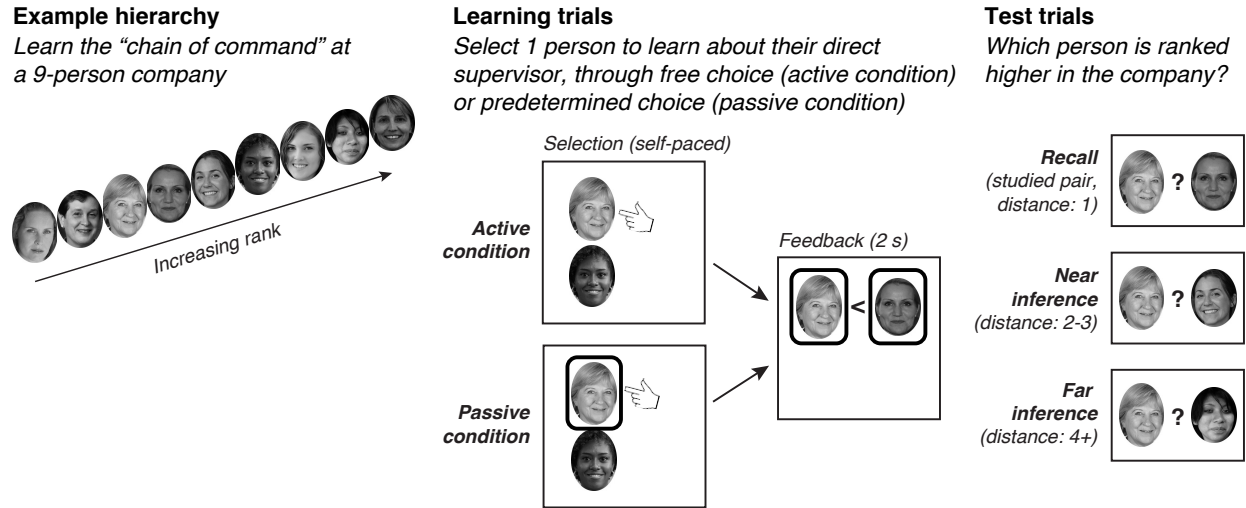 Example hierarchy
Learn the “chain of command” at
a 9-person company
Increasing rank
Learning trials
Select 1 person to learn about their direct
supervisor, through free choice (active condition)
or predetermined choice (passive condition)
Selection (self-paced)
Active
condition
Passive
condition
Feedback (2 s)
<
Test trials
Which person is ranked
higher in the company?
Recall
(studied pair,
distance: 1)
?
Near
inference
(distance: 2-3)
?
Far
inference
(distance: 4+)
?